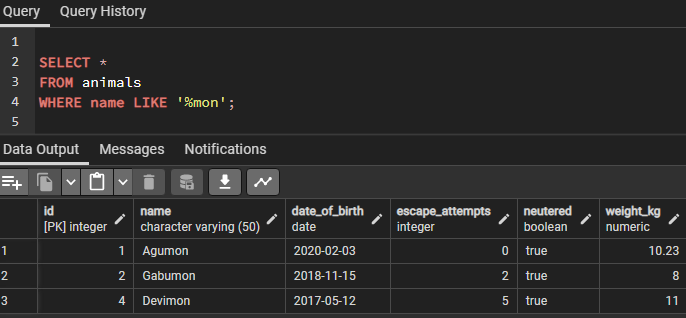 Query Query History
1
2 SELECT *
3 FROM animals
4 WHERE name LIKE '%mon';
5
Data Output Messages Notifications
id name date_of_birth escape_attempts neutered weight_kg
[PK] integer character varying (50) date integer boolean numeric
1 1 Agumon 2020-02-03 0 true 10.23
2 2 Gabumon 2018-11-15 2 true 8
3 4 Devimon 2017-05-12 5 true 11